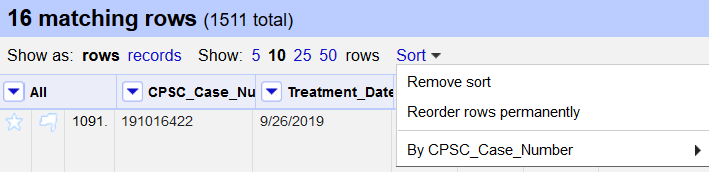 16 matching rows (1511 total)
Show as: rows records Show: 5 10 25 50 rows Sort
Remove sort
Reorder rows permanently
By CPSC_Case_Number
All CPSC_Case_Nu Treatment_Date
1091. 191016422 9/26/2019